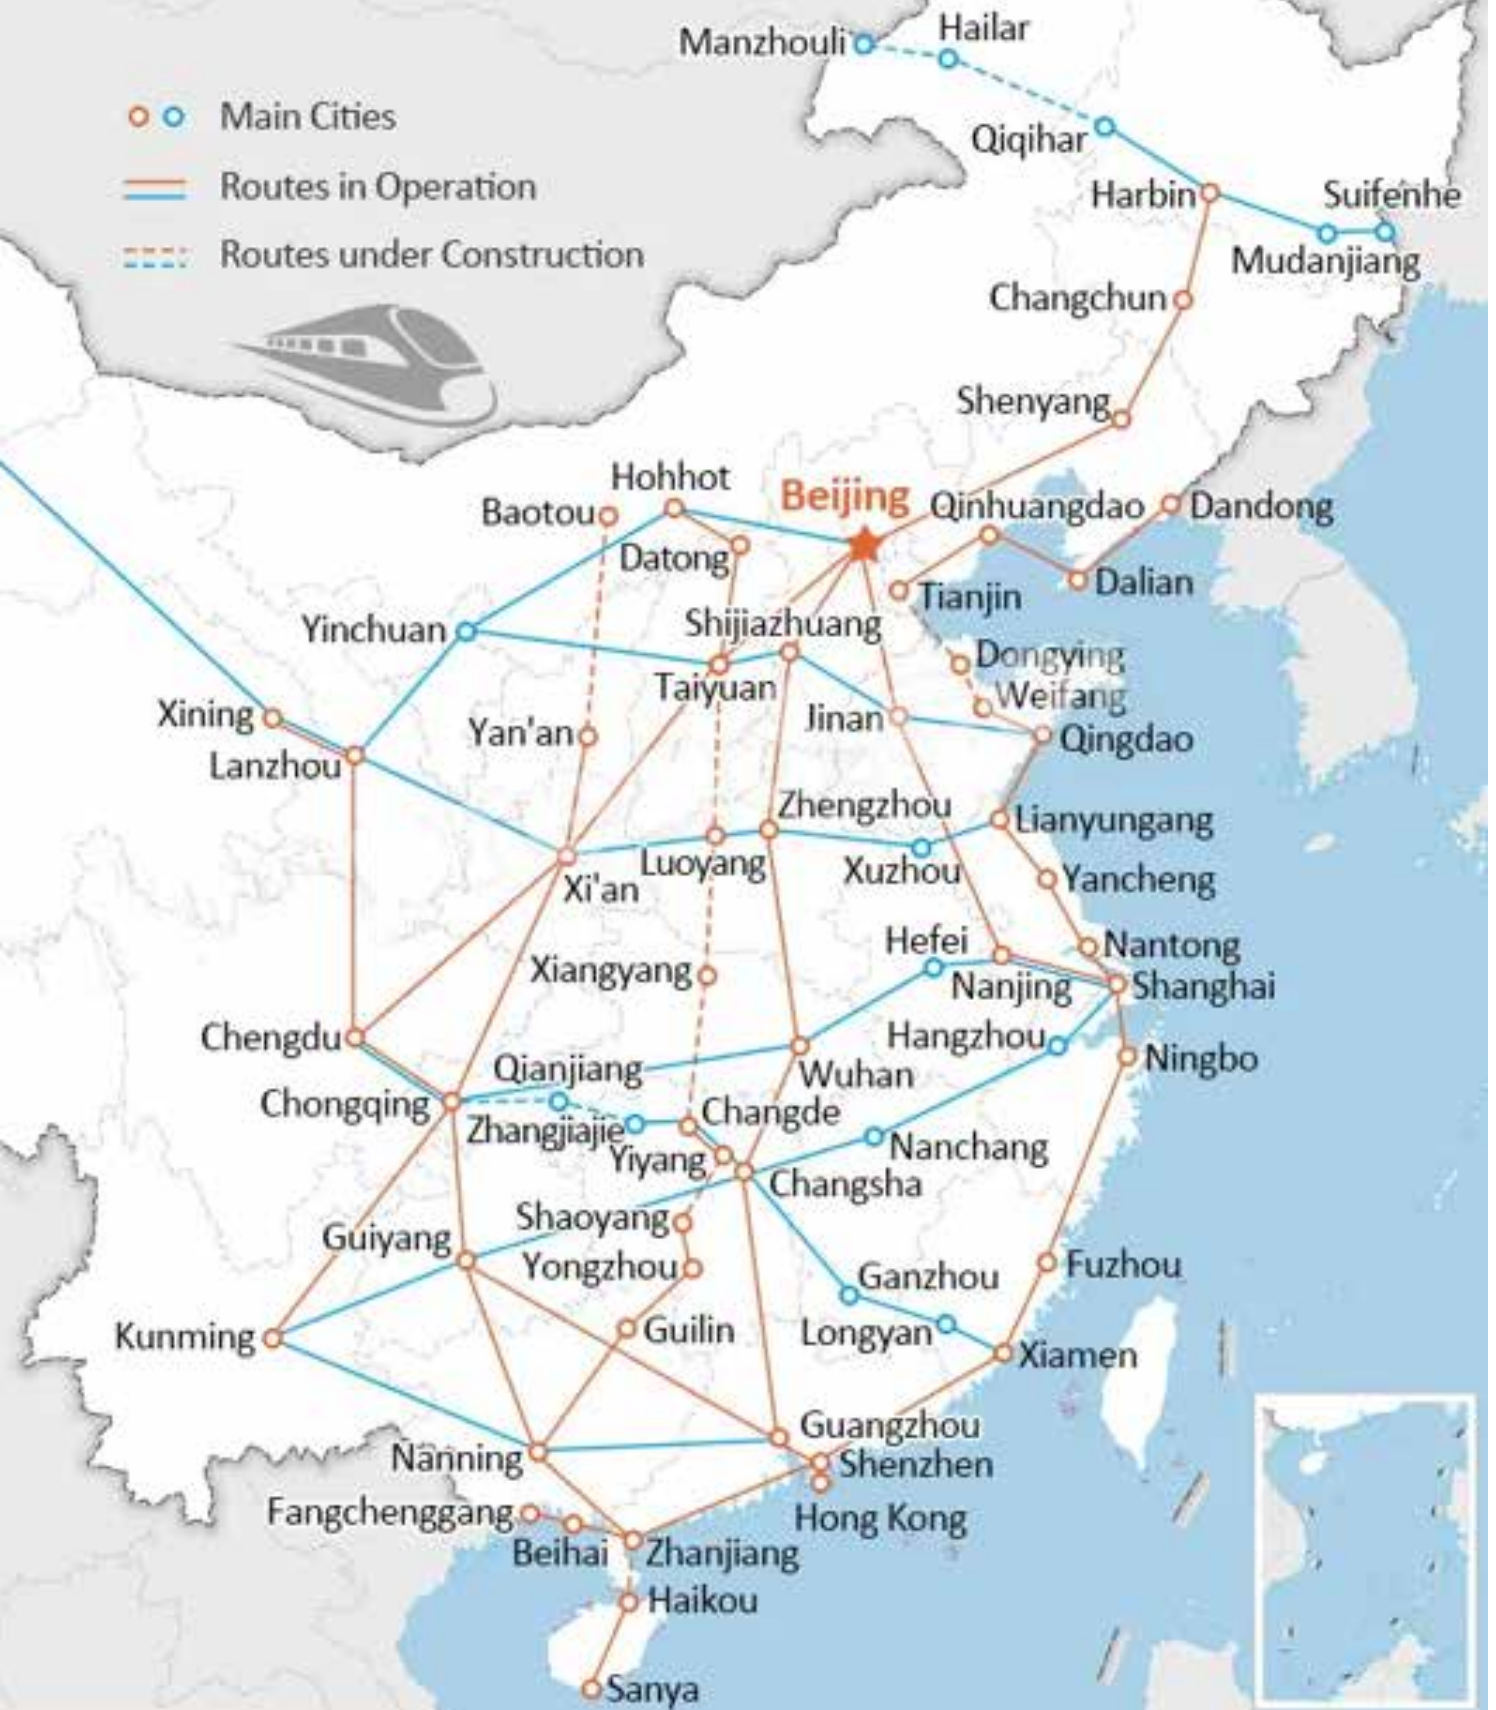 Manzhouli
Hailar
Main Cities
Qiqihar
Routes in Operation
Harbin
Suifenhe
Routes under Construction
Mudanjiang
Changchun
Shenyang
Hohhot
Beijing
Baotou
Qinhuangdao
Dandong
Datong
Dalian
Tianjin
Yinchuan
Shijiazhuang
Dongying
Taiyuan
Weifang
Xining
Jinan
Yan'an
Qingdao
Lanzhou
Zhengzhou
Lianyungang
Luoyang
Xuzhou
Yancheng
Xi'an
Hefei
Nantong
Xiangyang
Nanjing
Shanghai
Chengdu
Hangzhou
Ningbo
Qianjiang
Wuhan
Chongqing
Changde
Zhangjiajie
Yiyang
Nanchang
Changsha
Shaoyang
Guiyang
Yongzhou
Fuzhou
Ganzhou
Kunming
Guilin
Longyan
Xiamen
Guangzhou
Nanning
Shenzhen
Fangchenggang
Hong Kong
Beihai
Zhanjiang
Haikou
Sanya